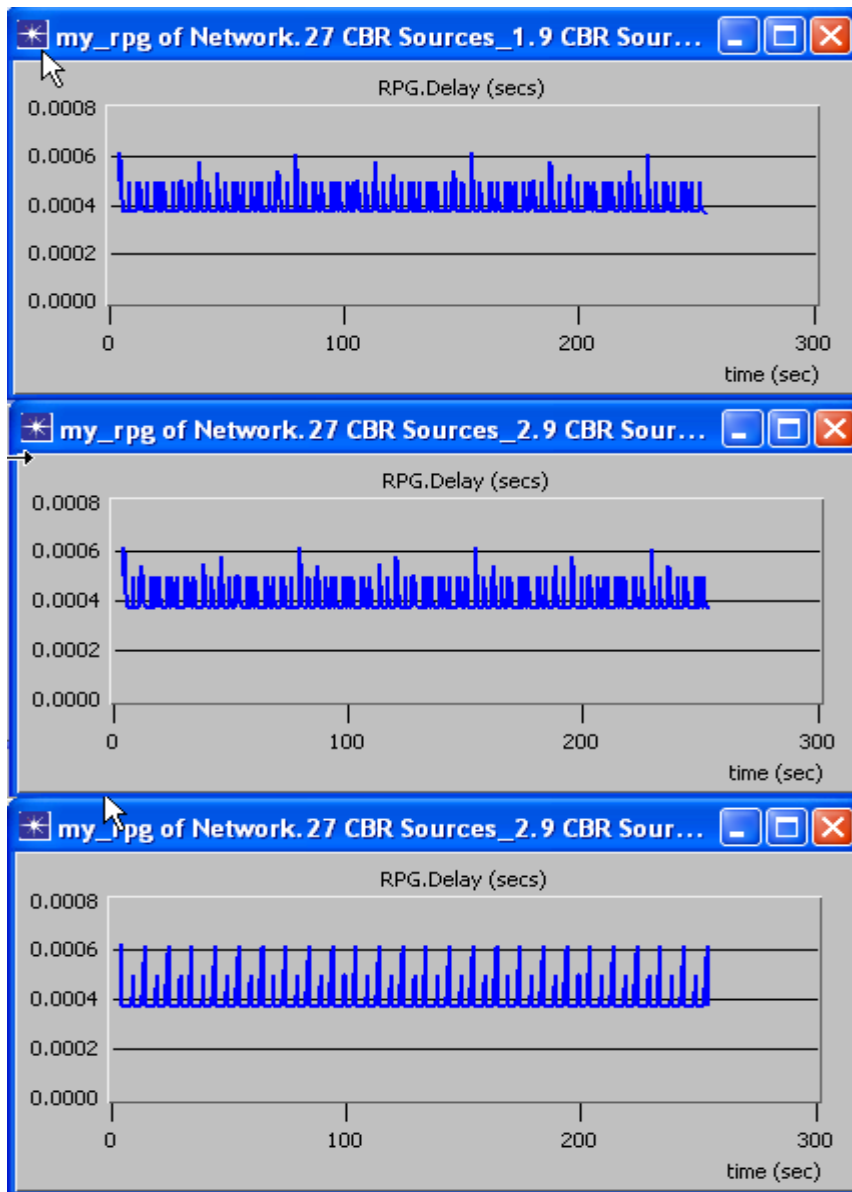 my_rpg of Network.27 CBR Sources_1.9 CBR Sour...
RPG.Delay (secs)
0.0008
0.0006
0.0004
0.0002
0.0000
0 100 200 300
time (sec)
my_rpg of Network.27 CBR Sources_2.9 CBR Sour...
RPG.Delay (secs)
0.0008
0.0006
0.0004
0.0002
0.0000
0 100 200 300
time (sec)
my_rpg of Network.27 CBR Sources_2.9 CBR Sour...
RPG.Delay (secs)
0.0008
0.0006
0.0004
0.0002
0.0000
0 100 200 300
time (sec)